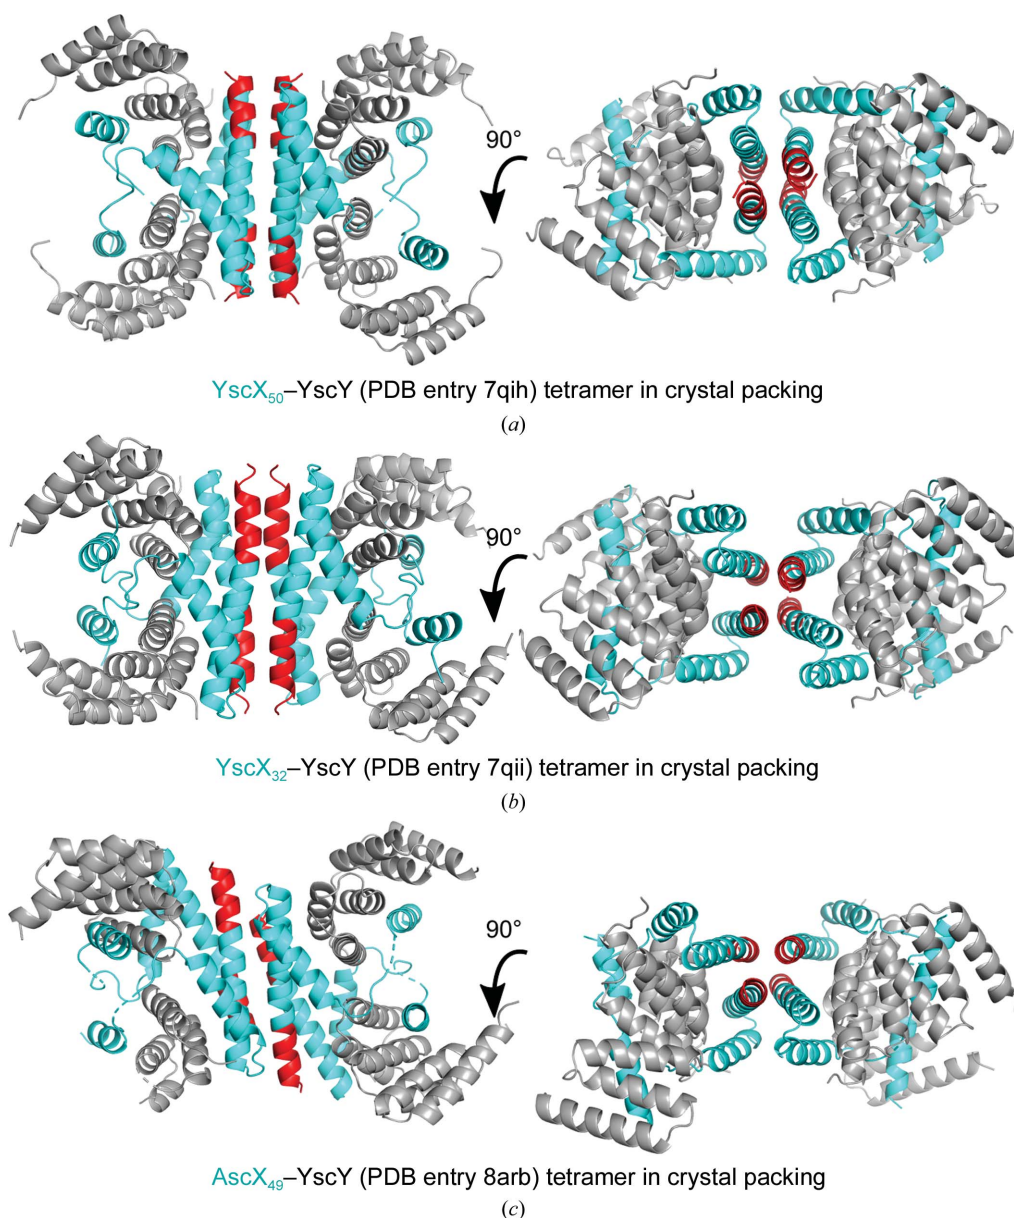 90°
YscX₅₀–YscY (PDB entry 7qih) tetramer in crystal packing
(a)
90°
YscX₃₂–YscY (PDB entry 7qii) tetramer in crystal packing
(b)
90°
AscX₄₉–YscY (PDB entry 8arb) tetramer in crystal packing
(c)